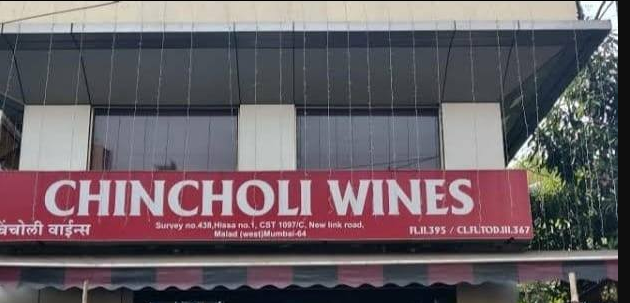 CHINCHOLI WINES
चिंचोली वाईन्स
Survey no.438,Hissa no.1, CST 1097/C, New link road,
Malad (west)Mumbai-64
FL.II.395 / CL.FL.TOD.III.367